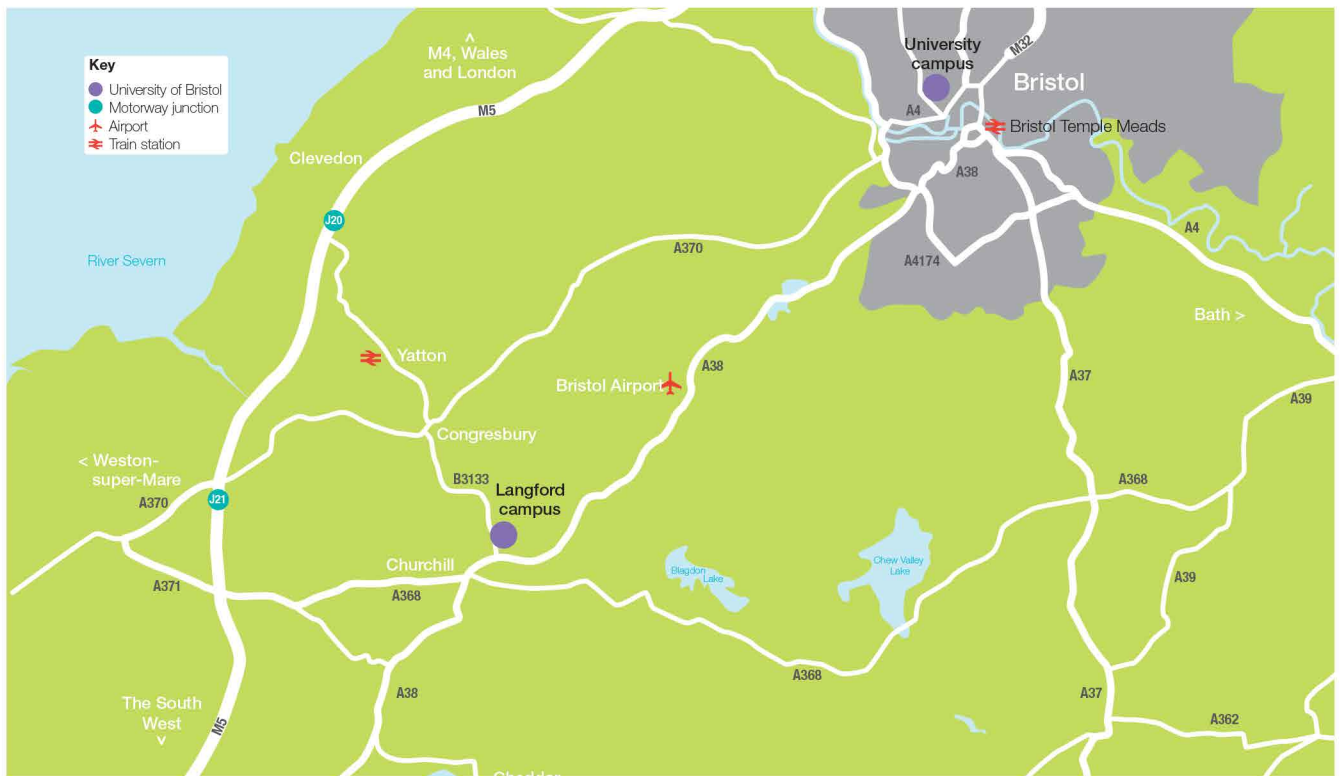 Key
University of Bristol
Motorway junction
Airport
Train station
^
M4, Wales
and London
M5
University
campus
M32
Bristol
A4
Bristol Temple Meads
A38
Clevedon
J20
River Severn
A370
A4174
A4
Bath >
Yatton
Bristol Airport
A38
A37
A39
Congresbury
< Weston-
super-Mare
A370
J21
B3133
Langford
campus
A368
Churchill
A371
A368
Blagdon
Lake
Chew Valley
Lake
A39
A368
The South
West
v
M5
A38
A37
A362
Cheddar